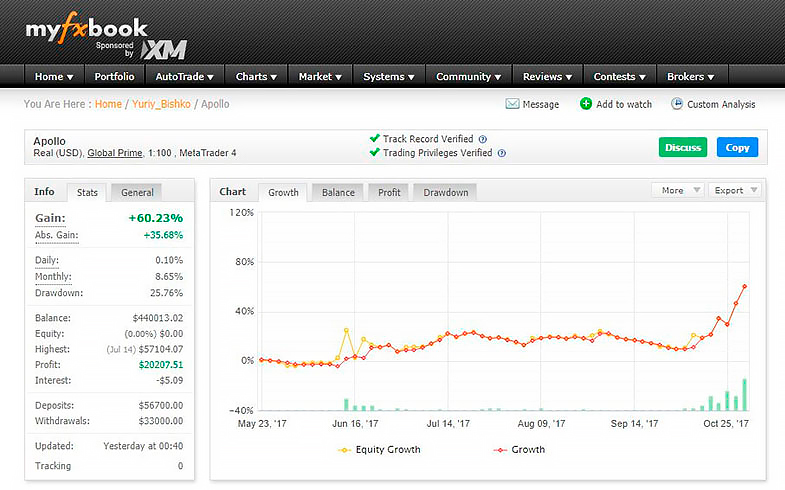 myfxbook
Sponsored by XM
Home Portfolio AutoTrade Charts Market Systems Community Reviews Contests Brokers
You Are Here : Home / Yuriy_Bishko / Apollo Message Add to watch Custom Analysis
Apollo
Real (USD), Global Prime, 1:100 , MetaTrader 4
Track Record Verified
Trading Privileges Verified
Discuss Copy
Info Stats General
Gain: +60.23%
Abs. Gain: +35.68%
Daily: 0.10%
Monthly: 8.65%
Drawdown: 25.76%
Balance: $440013.02
Equity: (0.00%) $0.00
Highest: (Jul 14) $57104.07
Profit: $20207.51
Interest: -$5.09
Deposits: $56700.00
Withdrawals: $33000.00
Updated: Yesterday at 00:40
Tracking 0
Chart Growth Balance Profit Drawdown More Export
120%
80%
40%
0%
-40%
May 23, '17 Jun 16, '17 Jul 14, '17 Aug 09, '17 Sep 14, '17 Oct 25, '17
Equity Growth Growth